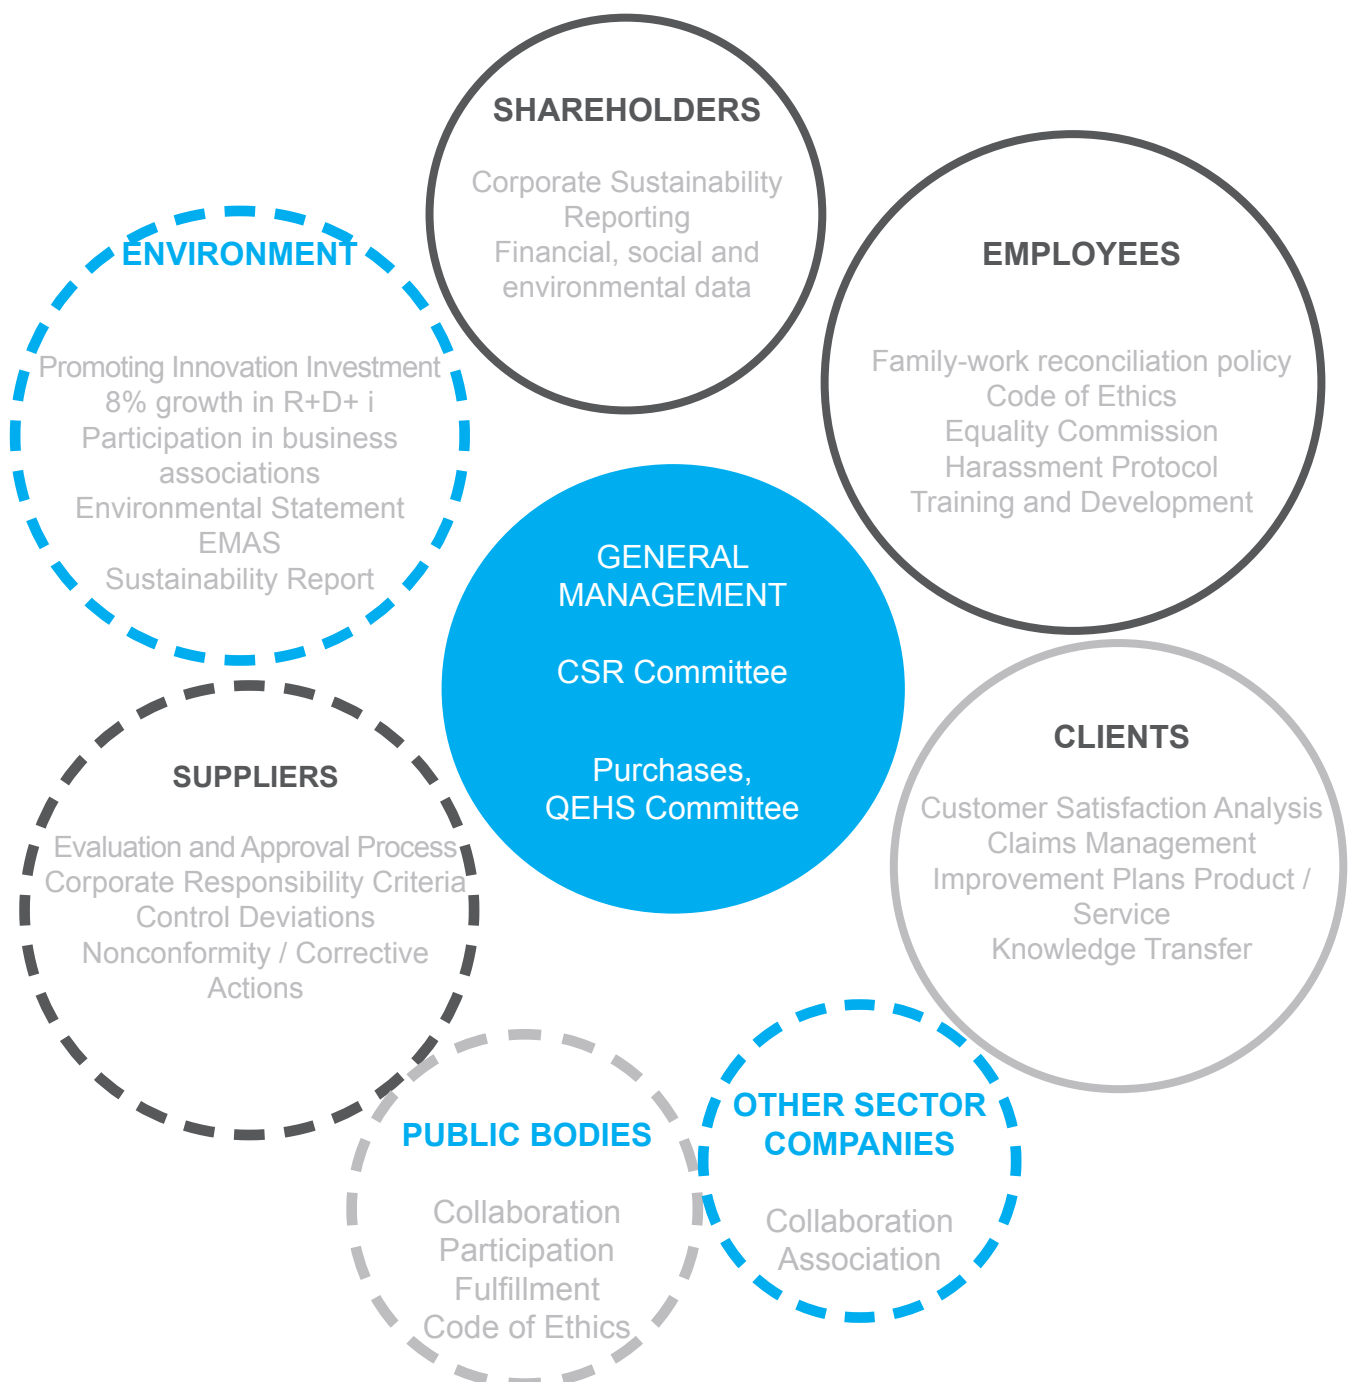 SHAREHOLDERS
Corporate Sustainability
Reporting
Financial, social and
environmental data
ENVIRONMENT
Promoting Innovation Investment
8% growth in R+D+ i
Participation in business
associations
Environmental Statement
EMAS
Sustainability Report
EMPLOYEES
Family-work reconciliation policy
Code of Ethics
Equality Commission
Harassment Protocol
Training and Development
GENERAL
MANAGEMENT
CSR Committee
Purchases,
QEHS Committee
SUPPLIERS
Evaluation and Approval Process
Corporate Responsibility Criteria
Control Deviations
Nonconformity / Corrective
Actions
CLIENTS
Customer Satisfaction Analysis
Claims Management
Improvement Plans Product /
Service
Knowledge Transfer
PUBLIC BODIES
Collaboration
Participation
Fulfillment
Code of Ethics
OTHER SECTOR
COMPANIES
Collaboration
Association